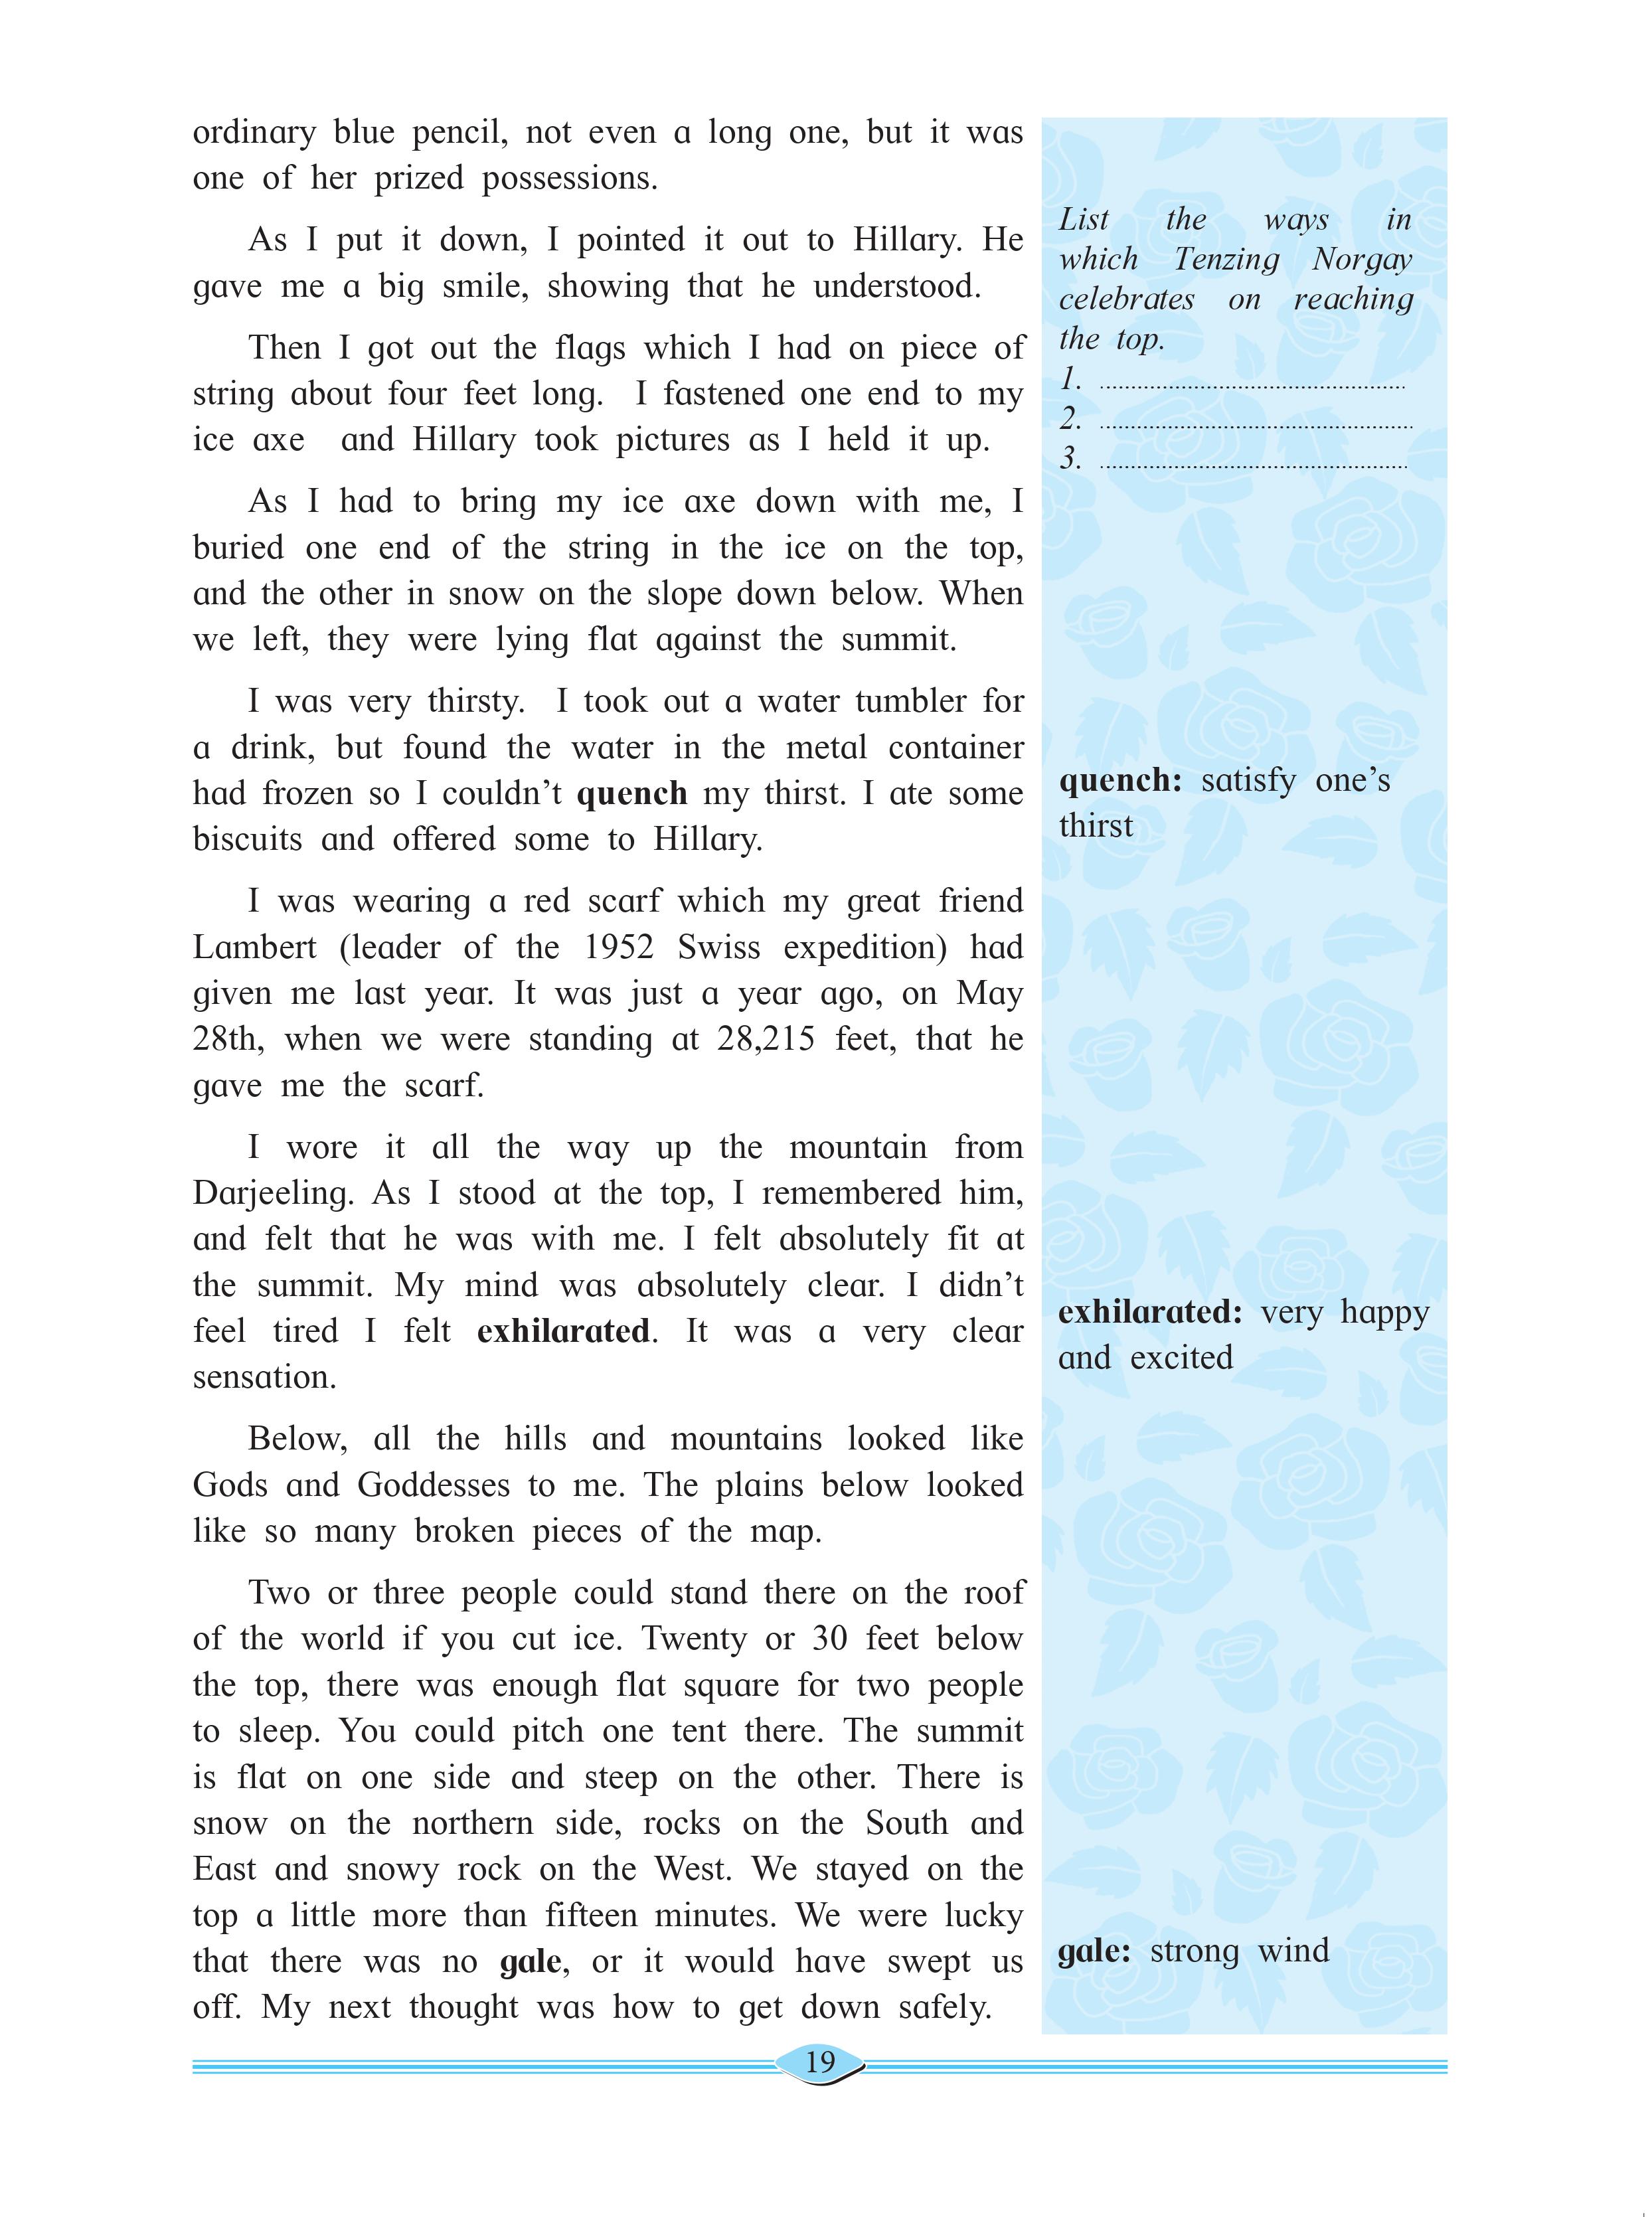 ordinary blue pencil, not even a long one, but it was
one of her prized possessions.
As I put it down, I pointed it out to Hillary. He
gave me a big smile, showing that he understood.
Then I got out the flags which I had on piece of
string about four feet long. I fastened one end to my
ice axe and Hillary took pictures as I held it up.
As I had to bring my ice axe down with me, I
buried one end of the string in the ice on the top,
and the other in snow on the slope down below. When
we left, they were lying flat against the summit.
I was very thirsty. I took out a water tumbler for
a drink, but found the water in the metal container
had frozen so I couldn’t quench my thirst. I ate some
biscuits and offered some to Hillary.
I was wearing a red scarf which my great friend
Lambert (leader of the 1952 Swiss expedition) had
given me last year. It was just a year ago, on May
28th, when we were standing at 28,215 feet, that he
gave me the scarf.
I wore it all the way up the mountain from
Darjeeling. As I stood at the top, I remembered him,
and felt that he was with me. I felt absolutely fit at
the summit. My mind was absolutely clear. I didn’t
feel tired I felt exhilarated. It was a very clear
sensation.
Below, all the hills and mountains looked like
Gods and Goddesses to me. The plains below looked
like so many broken pieces of the map.
Two or three people could stand there on the roof
of the world if you cut ice. Twenty or 30 feet below
the top, there was enough flat square for two people
to sleep. You could pitch one tent there. The summit
is flat on one side and steep on the other. There is
snow on the northern side, rocks on the South and
East and snowy rock on the West. We stayed on the
top a little more than fifteen minutes. We were lucky
that there was no gale, or it would have swept us
off. My next thought was how to get down safely.
List the ways in
which Tenzing Norgay
celebrates on reaching
the top.
1. ..........................................
2. ..........................................
3. ..........................................
quench: satisfy one’s
thirst
exhilarated: very happy
and excited
gale: strong wind
19